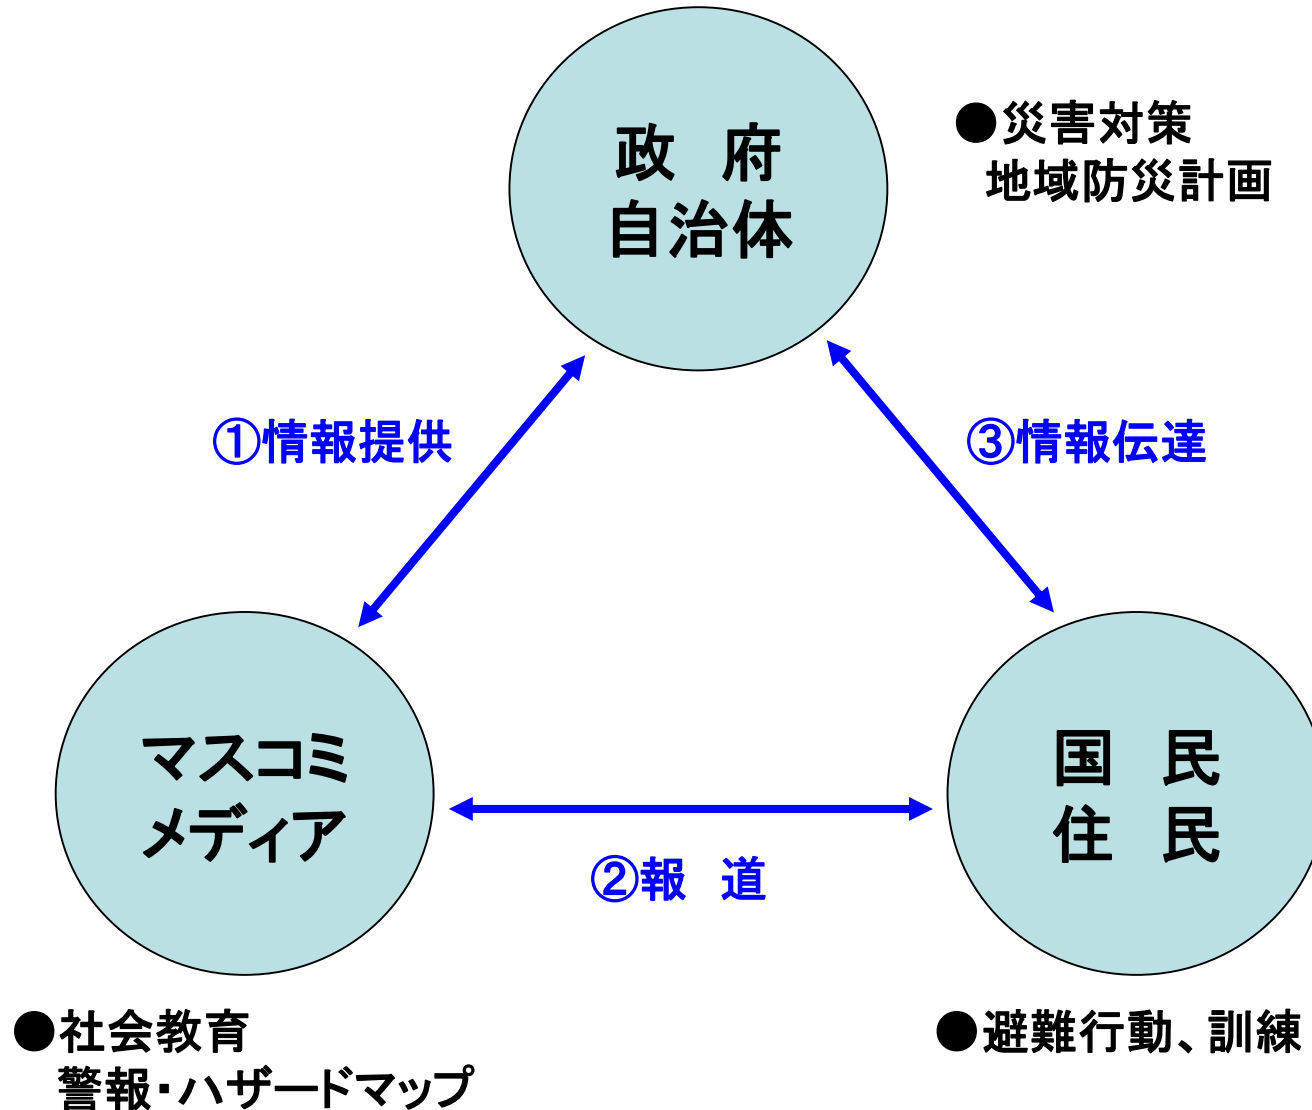 政　府
自治体
●災害対策
地域防災計画
①情報提供
③情報伝達
マスコミ
メディア
国　民
住　民
②報　道
●社会教育
警報・ハザードマップ
●避難行動、訓練